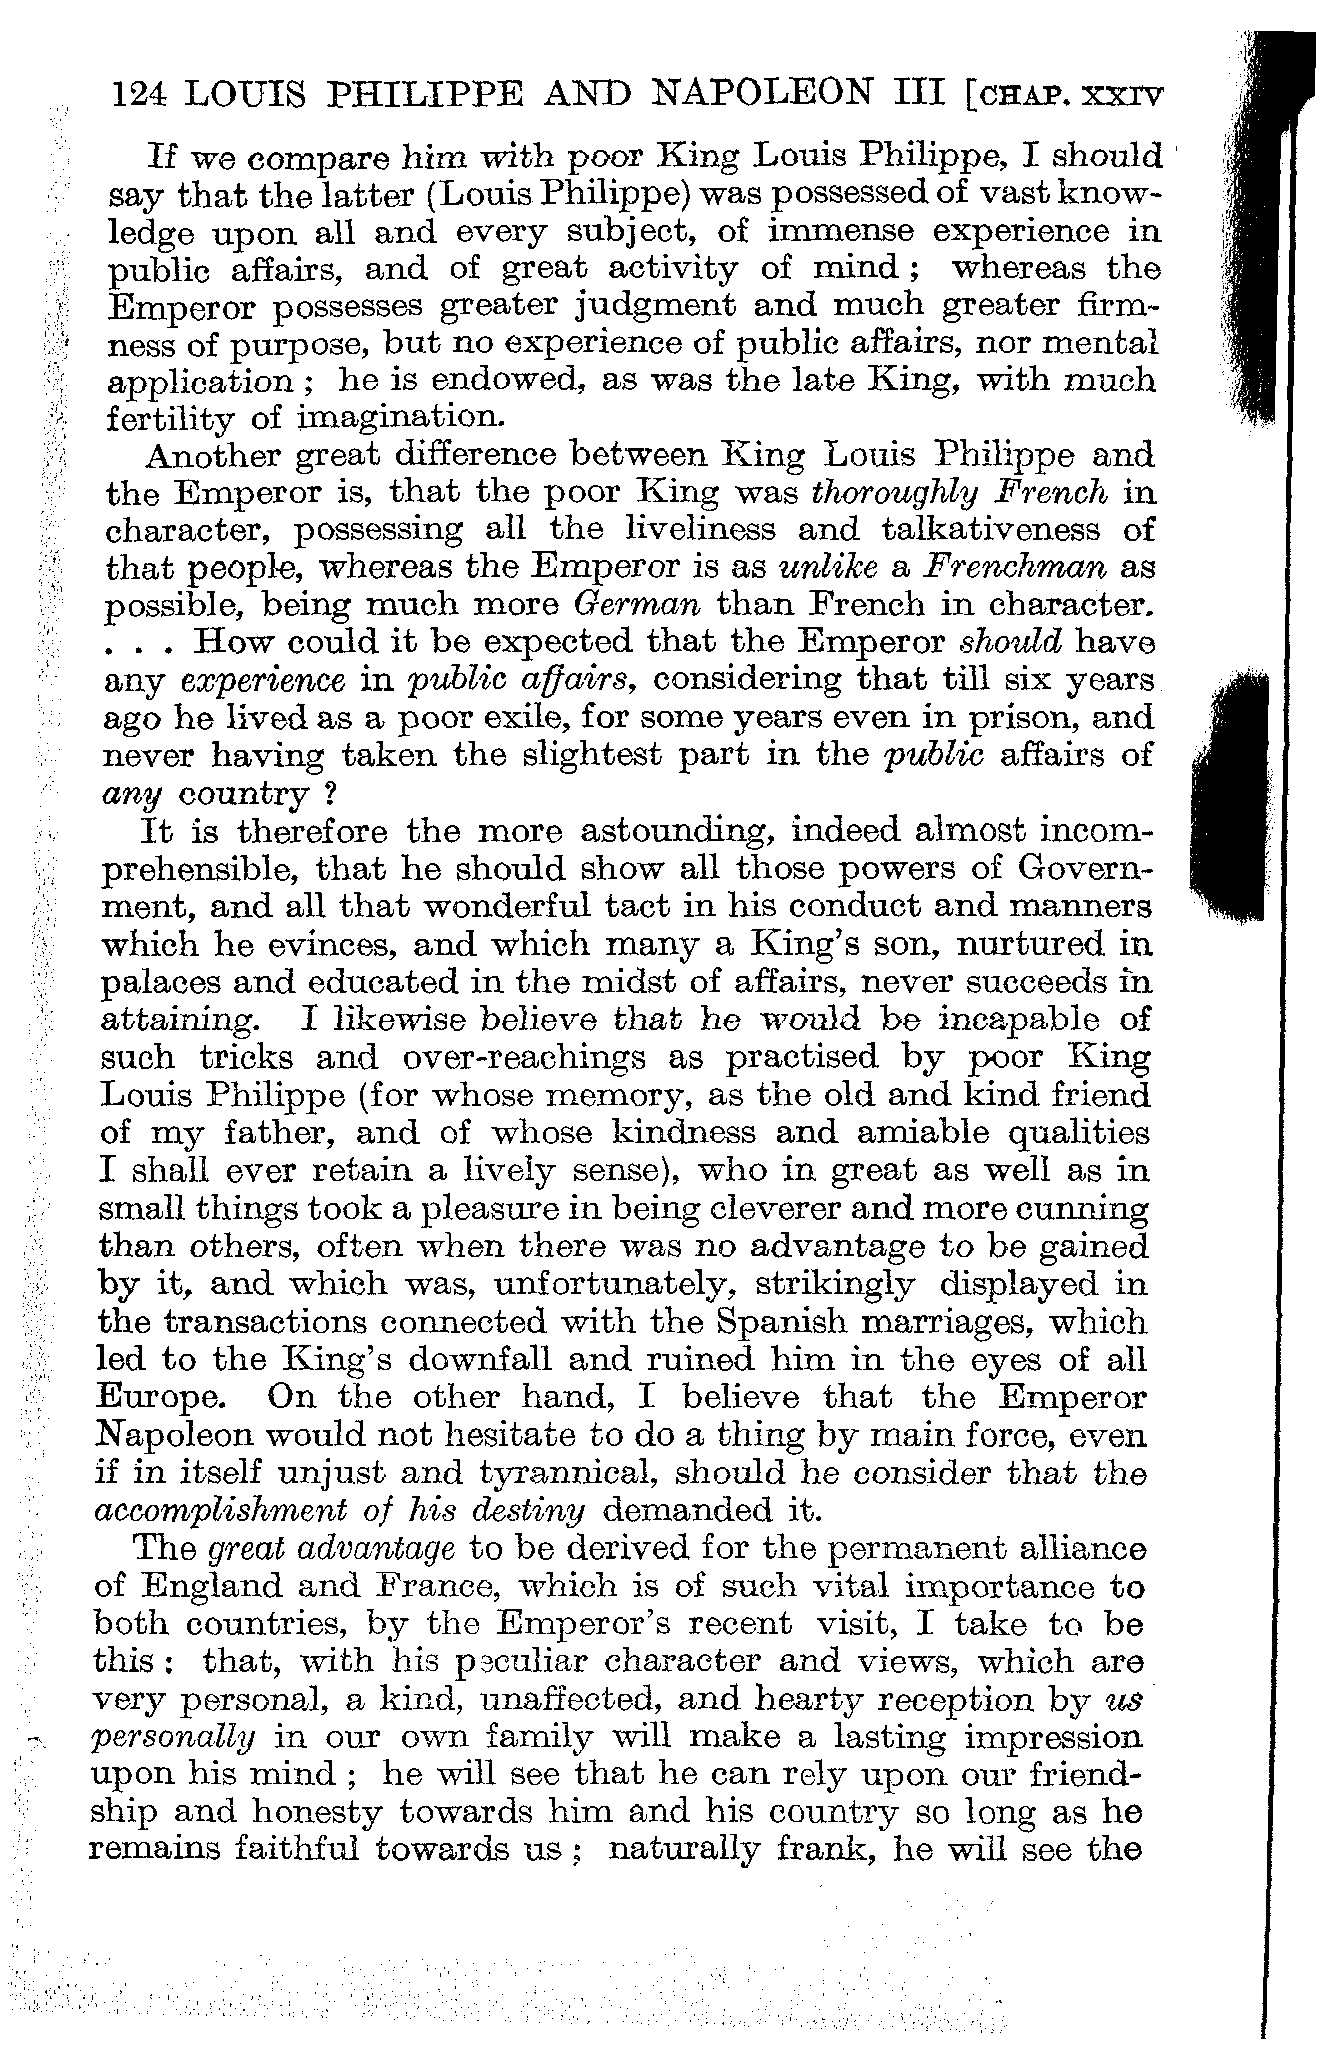 124 LOUIS PHILIPPE AND NAPOLEON III [CHAP. XXIV
If we compare him with poor King Louis Philippe, I should
say that the latter (Louis Philippe) was possessed of vast know-
ledge upon all and every subject, of immense experience in
public affairs, and of great activity of mind ; whereas the
Emperor possesses greater judgment and much greater firm-
ness of purpose, but no experience of public affairs, nor mental
application ; he is endowed, as was the late King, with much
fertility of imagination.
Another great difference between King Louis Philippe and
the Emperor is, that the poor King was thoroughly French in
character, possessing all the liveliness and talkativeness of
that people, whereas the Emperor is as unlike a Frenchman as
possible, being much more German than French in character.
. . . How could it be expected that the Emperor should have
any experience in public affairs, considering that till six years
ago he lived as a poor exile, for some years even in prison, and
never having taken the slightest part in the public affairs of
any country ?
It is therefore the more astounding, indeed almost incom-
prehensible, that he should show all those powers of Govern-
ment, and all that wonderful tact in his conduct and manners
which he evinces, and which many a King's son, nurtured in
palaces and educated in the midst of affairs, never succeeds in
attaining. I likewise believe that he would be incapable of
such tricks and over-reachings as practised by poor King
Louis Philippe (for whose memory, as the old and kind friend
of my father, and of whose kindness and amiable qualities
I shall ever retain a lively sense), who in great as well as in
small things took a pleasure in being cleverer and more cunning
than others, often when there was no advantage to be gained
by it, and which was, unfortunately, strikingly displayed in
the transactions connected with the Spanish marriages, which
led to the King's downfall and ruined him in the eyes of all
Europe. On the other hand, I believe that the Emperor
Napoleon would not hesitate to do a thing by main force, even
if in itself unjust and tyrannical, should he consider that the
accomplishment of his destiny demanded it.
The great advantage to be derived for the permanent alliance
of England and France, which is of such vital importance to
both countries, by the Emperor's recent visit, I take to be
this : that, with his peculiar character and views, which are
very personal, a kind, unaffected, and hearty reception by us
personally in our own family will make a lasting impression
upon his mind ; he will see that he can rely upon our friend-
ship and honesty towards him and his country so long as he
remains faithful towards us ; naturally frank, he will see the